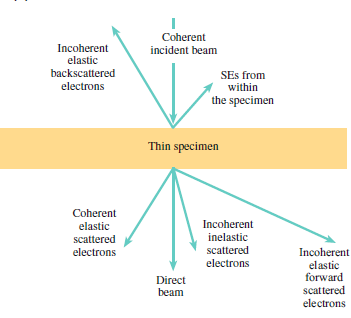 Coherent
incident beam
Incoherent
elastic
backscattered
electrons
SEs from
within
the specimen
Thin specimen
Coherent
elastic
scattered
electrons
Incoherent
inelastic
scattered
electrons
Direct
beam
Incoherent
elastic
forward
scattered
electrons